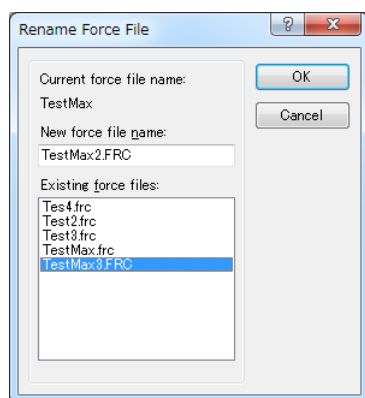 Rename Force File
Current force file name:
OK
TestMax
Cancel
New force file name:
TestMax2.FRC
Existing force files:
Tes4.frc
Test2.frc
Test3.frc
TestMax.frc
TestMax3.FRC